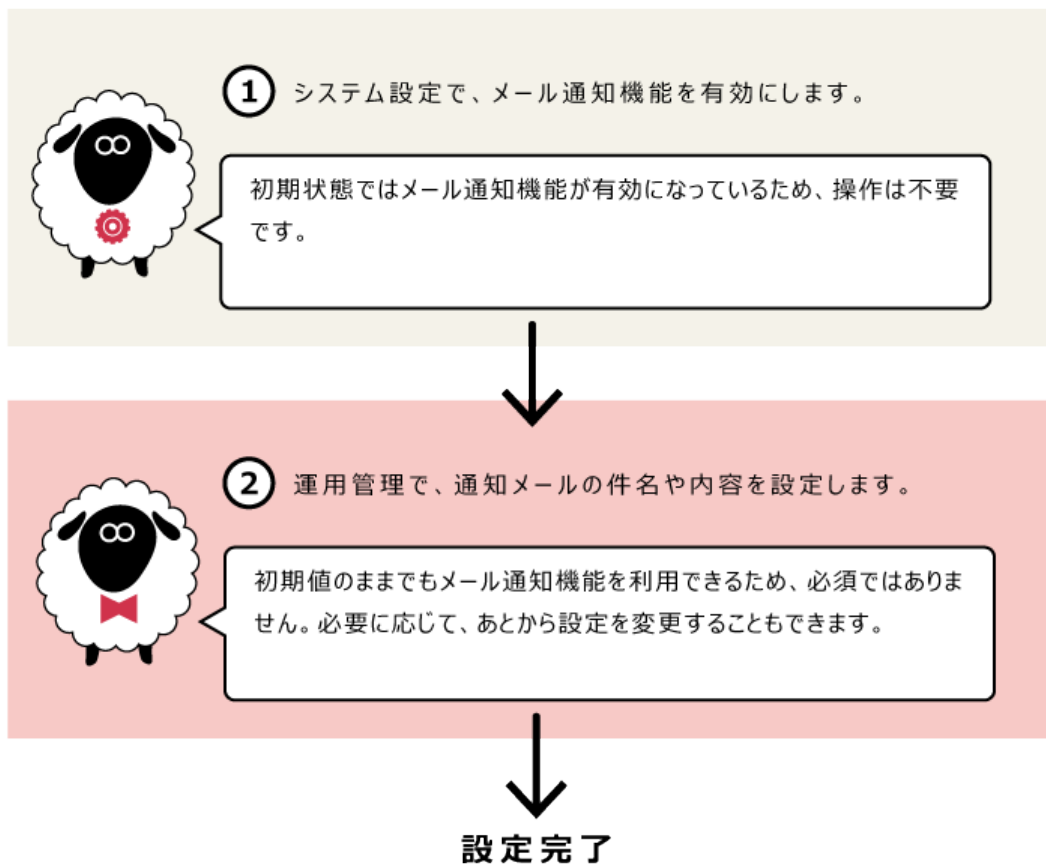 1 システム設定で、メール通知機能を有効にします。
初期状態ではメール通知機能が有効になっているため、操作は不要
です。
2 運用管理で、通知メールの件名や内容を設定します。
初期値のままでもメール通知機能を利用できるため、必須ではありま
せん。必要に応じて、あとから設定を変更することもできます。
設定完了